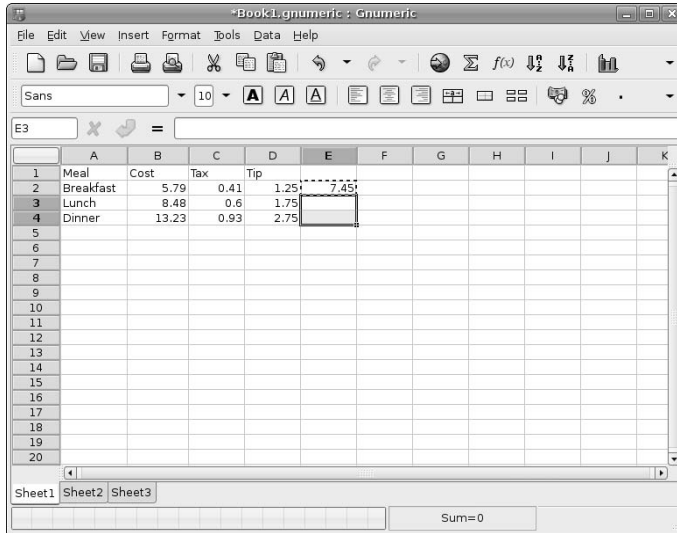 *Book1.gnumeric : Gnumeric
File Edit View Insert Format Tools Data Help
f(x)
Sans 10 A A A %
E3 =
A B C D E F G H I J K
1 Meal Cost Tax Tip
2 Breakfast 5.79 0.41 1.25 7.45
3 Lunch 8.48 0.6 1.75
4 Dinner 13.23 0.93 2.75
5
6
7
8
9
10
11
12
13
14
15
16
17
18
19
20
Sheet1 Sheet2 Sheet3
Sum=0